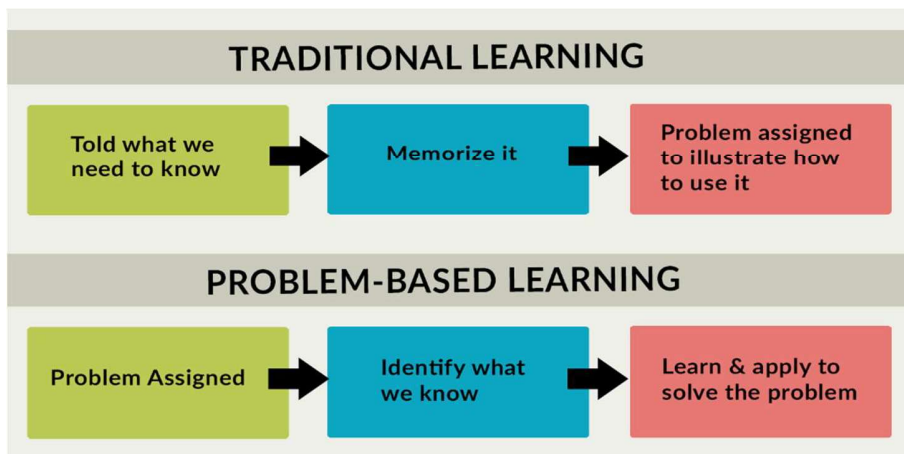 TRADITIONAL LEARNING
Told what we
need to know
Memorize it
Problem assigned
to illustrate how
to use it
PROBLEM-BASED LEARNING
Problem Assigned
Identify what
we know
Learn & apply to
solve the problem